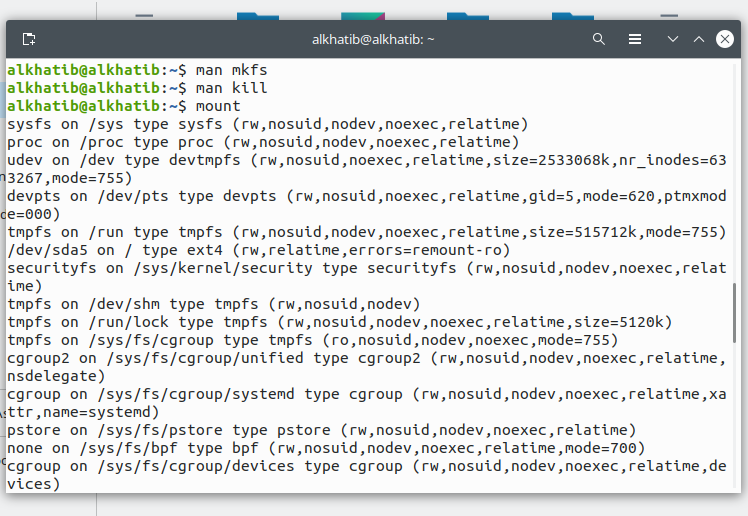 alkhatib@alkhatib: ~
alkhatib@alkhatib:~$ man mkfs
alkhatib@alkhatib:~$ man kill
alkhatib@alkhatib:~$ mount
sysfs on /sys type sysfs (rw,nosuid,nodev,noexec,relatime)
proc on /proc type proc (rw,nosuid,nodev,noexec,relatime)
udev on /dev type devtmpfs (rw,nosuid,noexec,relatime,size=2533068k,nr_inodes=63
3267,mode=755)
devpts on /dev/pts type devpts (rw,nosuid,noexec,relatime,gid=5,mode=620,ptmxmod
e=000)
tmpfs on /run type tmpfs (rw,nosuid,nodev,noexec,relatime,size=515712k,mode=755)
/dev/sda5 on / type ext4 (rw,relatime,errors=remount-ro)
securityfs on /sys/kernel/security type securityfs (rw,nosuid,nodev,noexec,relat
ime)
tmpfs on /dev/shm type tmpfs (rw,nosuid,nodev)
tmpfs on /run/lock type tmpfs (rw,nosuid,nodev,noexec,relatime,size=5120k)
tmpfs on /sys/fs/cgroup type tmpfs (ro,nosuid,nodev,noexec,mode=755)
cgroup2 on /sys/fs/cgroup/unified type cgroup2 (rw,nosuid,nodev,noexec,relatime,
nsdelegate)
cgroup on /sys/fs/cgroup/systemd type cgroup (rw,nosuid,nodev,noexec,relatime,xa
ttr,name=systemd)
pstore on /sys/fs/pstore type pstore (rw,nosuid,nodev,noexec,relatime)
none on /sys/fs/bpf type bpf (rw,nosuid,nodev,noexec,relatime,mode=700)
cgroup on /sys/fs/cgroup/devices type cgroup (rw,nosuid,nodev,noexec,relatime,de
vices)